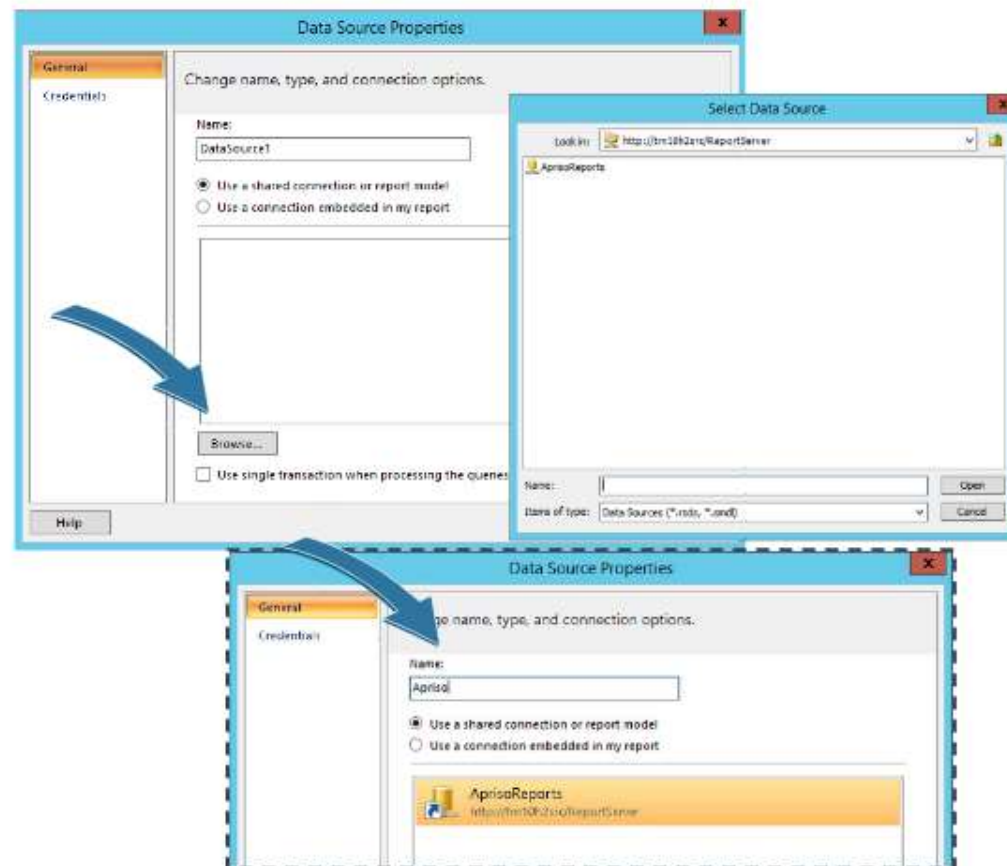 Data Source Properties
General
Credentials
Change name, type, and connection options.
Name:
DataSource1
Use a shared connection or report model
Use a connection embedded in my report
Browse...
Use single transaction when processing the queries
Help
Select Data Source
Look in:
AprisoReports
Name:
Open
Items of type: Data Sources (*.rsds, *.smdl)
Cancel
Data Source Properties
General
Credentials
name, type, and connection options.
Name:
Apriso
Use a shared connection or report model
Use a connection embedded in my report
AprisoReports